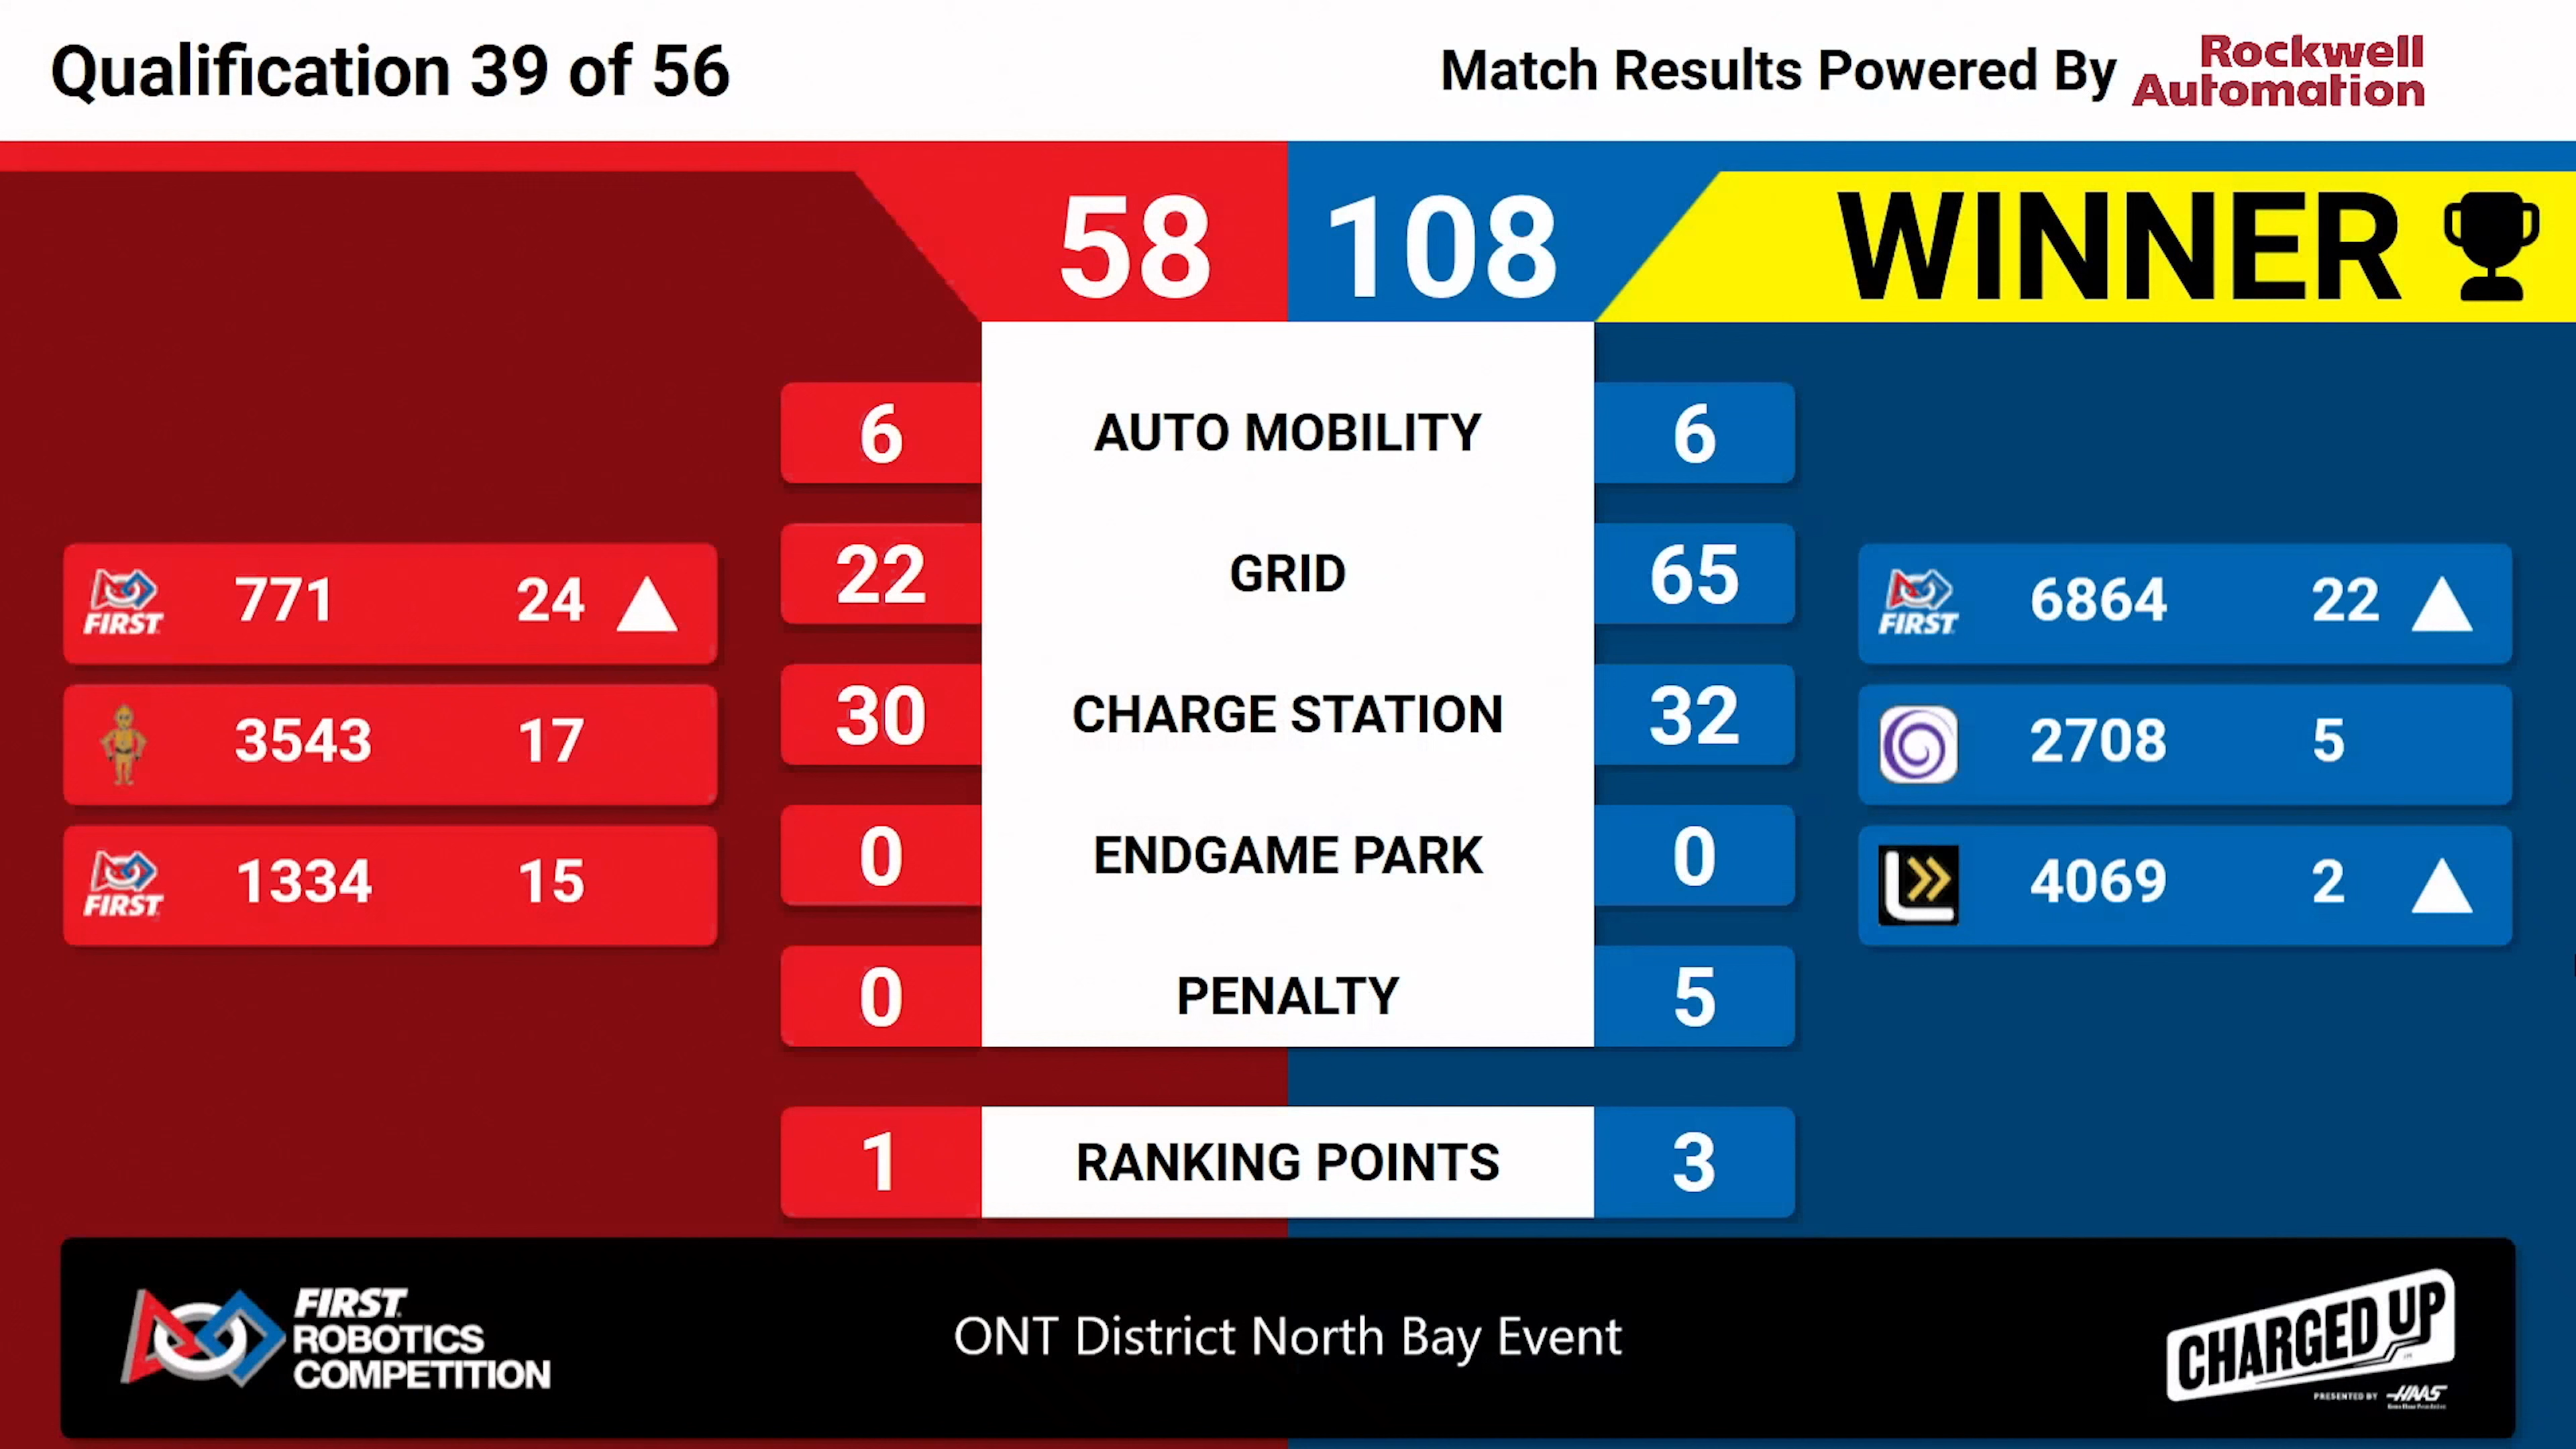 Qualification 39 of 56
Match Results Powered By
Rockwell
Automation
58 108 WINNER
6 AUTO MOBILITY 6
22 GRID 65
30 CHARGE STATION 32
0 ENDGAME PARK 0
0 PENALTY 5
1 RANKING POINTS 3
FIRST 771 24
3543 17
FIRST 1334 15
FIRST 6864 22
2708 5
4069 2
FIRST
ROBOTICS
COMPETITION
ONT District North Bay Event
CHARGED UP
PRESENTED BY HAAS